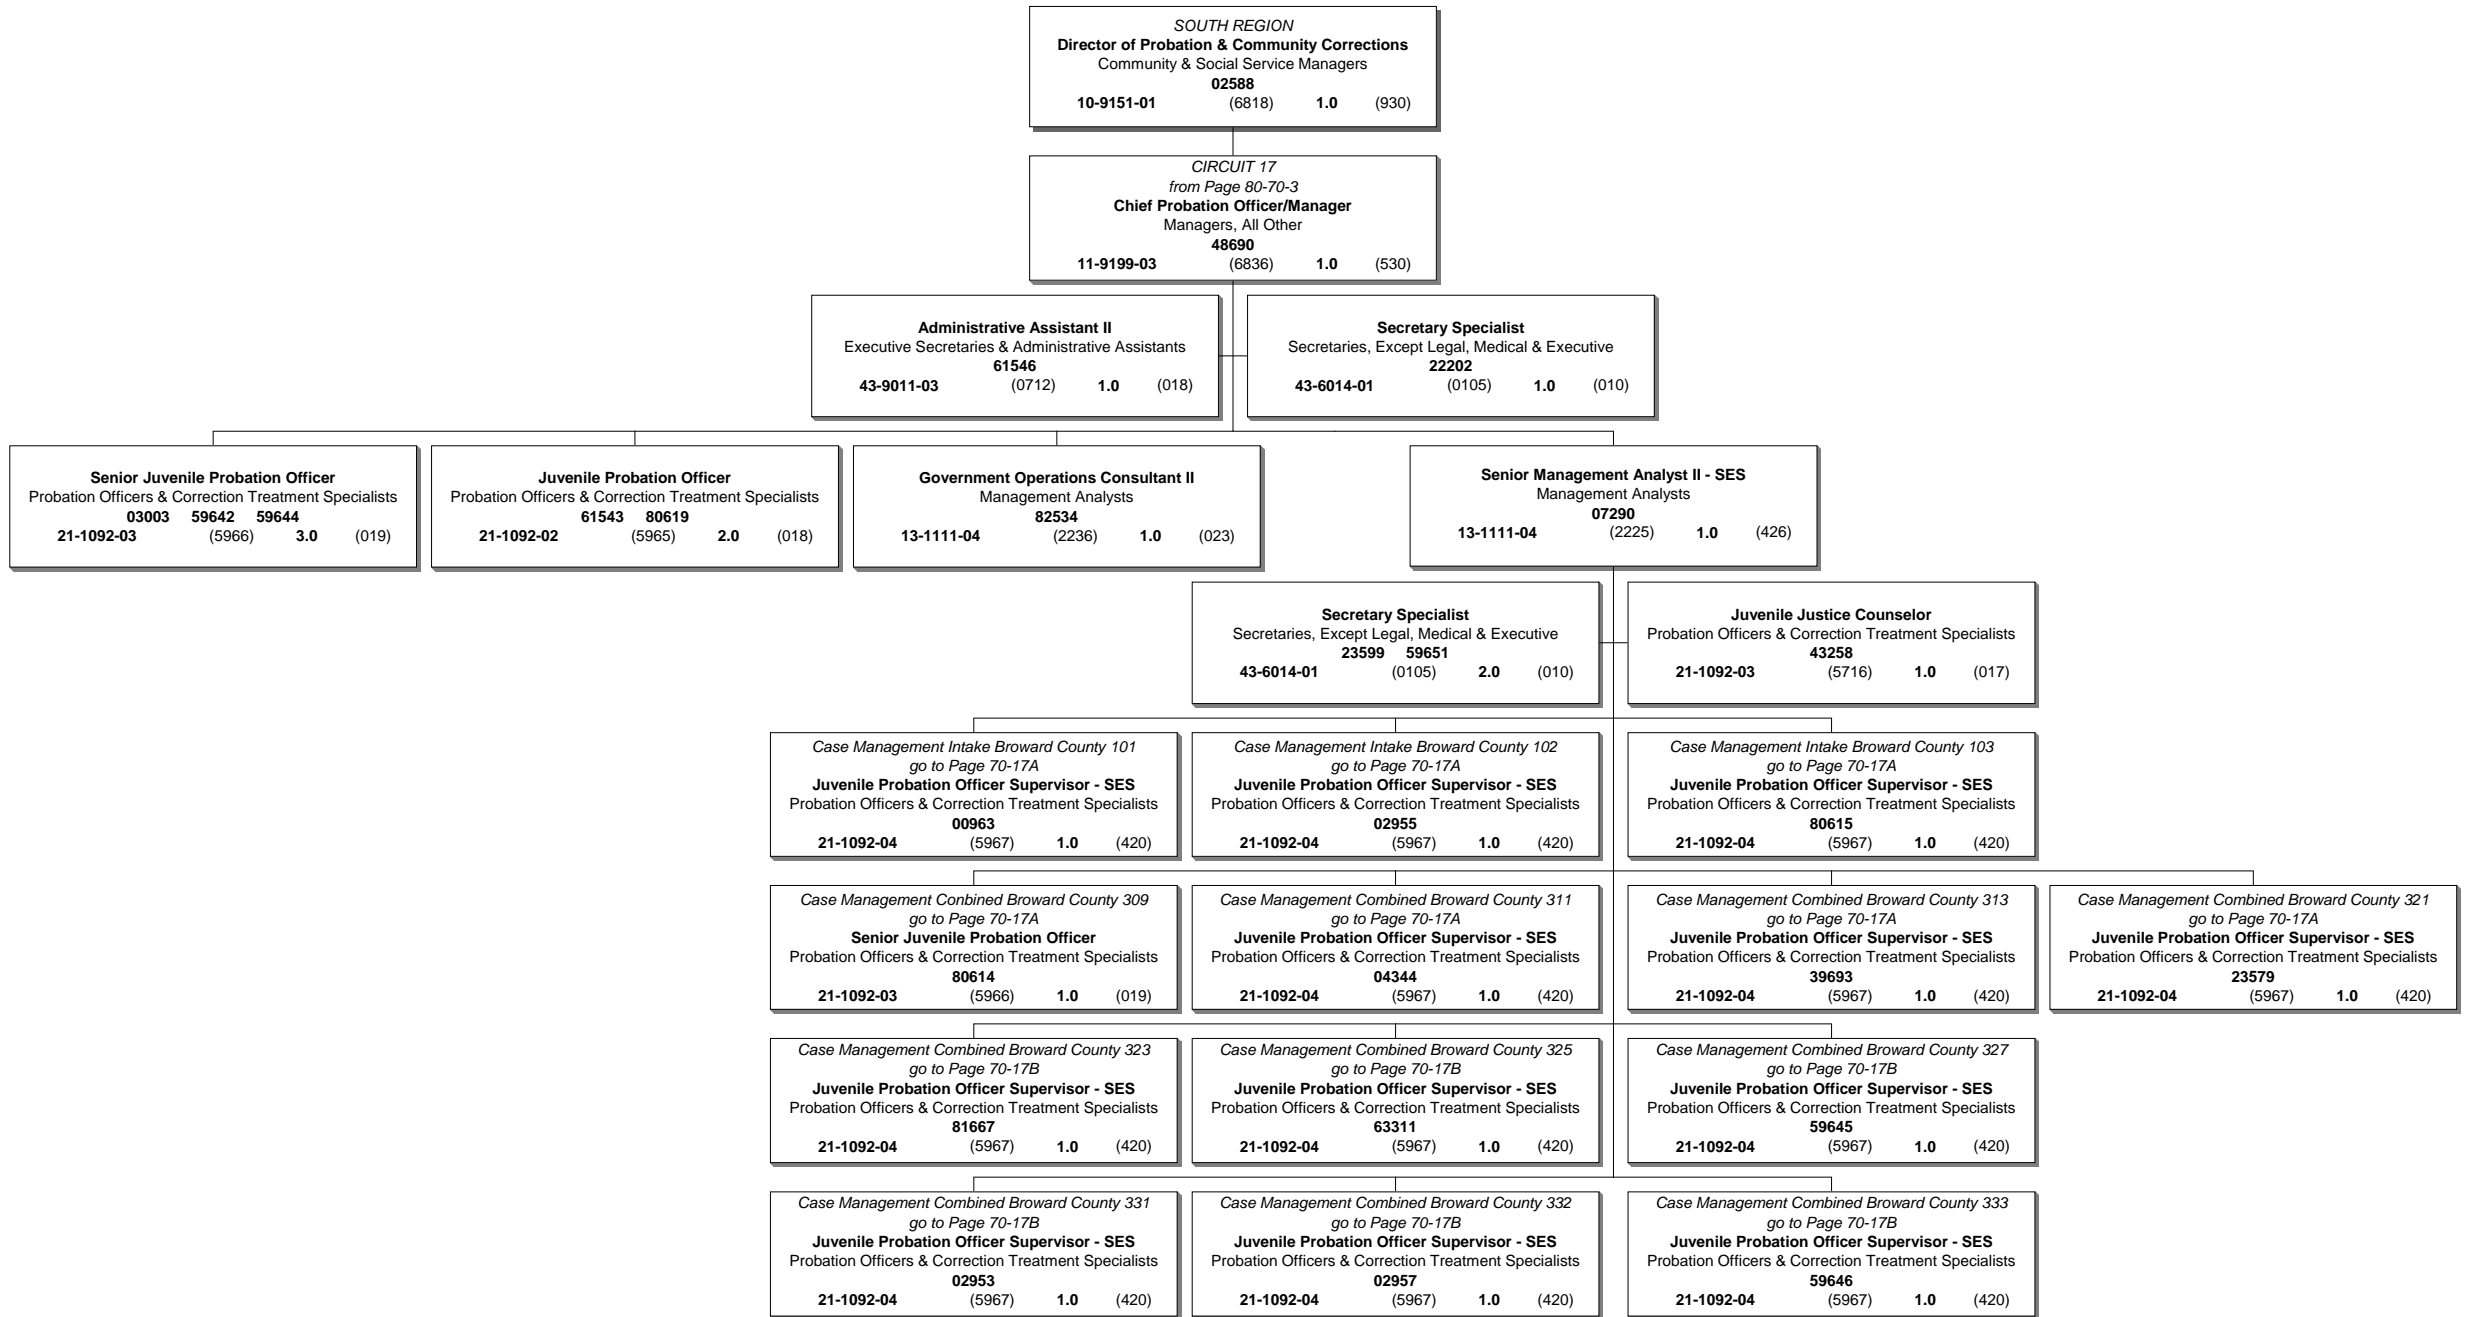 SOUTH REGION
Director of Probation & Community Corrections
Community & Social Service Managers
02588
10-9151-01 (6818) 1.0 (930)
CIRCUIT 17
from Page 80-70-3
Chief Probation Officer/Manager
Managers, All Other
48690
11-9199-03 (6836) 1.0 (530)
Administrative Assistant II
Executive Secretaries & Administrative Assistants
61546
43-9011-03 (0712) 1.0 (018)
Secretary Specialist
Secretaries, Except Legal, Medical & Executive
22202
43-6014-01 (0105) 1.0 (010)
Senior Juvenile Probation Officer
Probation Officers & Correction Treatment Specialists
03003 59642 59644
21-1092-03 (5966) 3.0 (019)
Juvenile Probation Officer
Probation Officers & Correction Treatment Specialists
61543 80619
21-1092-02 (5965) 2.0 (018)
Government Operations Consultant II
Management Analysts
82534
13-1111-04 (2236) 1.0 (023)
Senior Management Analyst II - SES
Management Analysts
07290
13-1111-04 (2225) 1.0 (426)
Secretary Specialist
Secretaries, Except Legal, Medical & Executive
23599 59651
43-6014-01 (0105) 2.0 (010)
Juvenile Justice Counselor
Probation Officers & Correction Treatment Specialists
43258
21-1092-03 (5716) 1.0 (017)
Case Management Intake Broward County 101
go to Page 70-17A
Juvenile Probation Officer Supervisor - SES
Probation Officers & Correction Treatment Specialists
00963
21-1092-04 (5967) 1.0 (420)
Case Management Intake Broward County 102
go to Page 70-17A
Juvenile Probation Officer Supervisor - SES
Probation Officers & Correction Treatment Specialists
02955
21-1092-04 (5967) 1.0 (420)
Case Management Intake Broward County 103
go to Page 70-17A
Juvenile Probation Officer Supervisor - SES
Probation Officers & Correction Treatment Specialists
80615
21-1092-04 (5967) 1.0 (420)
Case Management Conbined Broward County 309
go to Page 70-17A
Senior Juvenile Probation Officer
Probation Officers & Correction Treatment Specialists
80614
21-1092-03 (5966) 1.0 (019)
Case Management Combined Broward County 311
go to Page 70-17A
Juvenile Probation Officer Supervisor - SES
Probation Officers & Correction Treatment Specialists
04344
21-1092-04 (5967) 1.0 (420)
Case Management Combined Broward County 313
go to Page 70-17A
Juvenile Probation Officer Supervisor - SES
Probation Officers & Correction Treatment Specialists
39693
21-1092-04 (5967) 1.0 (420)
Case Management Combined Broward County 321
go to Page 70-17A
Juvenile Probation Officer Supervisor - SES
Probation Officers & Correction Treatment Specialists
23579
21-1092-04 (5967) 1.0 (420)
Case Management Combined Broward County 323
go to Page 70-17B
Juvenile Probation Officer Supervisor - SES
Probation Officers & Correction Treatment Specialists
81667
21-1092-04 (5967) 1.0 (420)
Case Management Combined Broward County 325
go to Page 70-17B
Juvenile Probation Officer Supervisor - SES
Probation Officers & Correction Treatment Specialists
63311
21-1092-04 (5967) 1.0 (420)
Case Management Combined Broward County 327
go to Page 70-17B
Juvenile Probation Officer Supervisor - SES
Probation Officers & Correction Treatment Specialists
59645
21-1092-04 (5967) 1.0 (420)
Case Management Combined Broward County 331
go to Page 70-17B
Juvenile Probation Officer Supervisor - SES
Probation Officers & Correction Treatment Specialists
02953
21-1092-04 (5967) 1.0 (420)
Case Management Combined Broward County 332
go to Page 70-17B
Juvenile Probation Officer Supervisor - SES
Probation Officers & Correction Treatment Specialists
02957
21-1092-04 (5967) 1.0 (420)
Case Management Combined Broward County 333
go to Page 70-17B
Juvenile Probation Officer Supervisor - SES
Probation Officers & Correction Treatment Specialists
59646
21-1092-04 (5967) 1.0 (420)